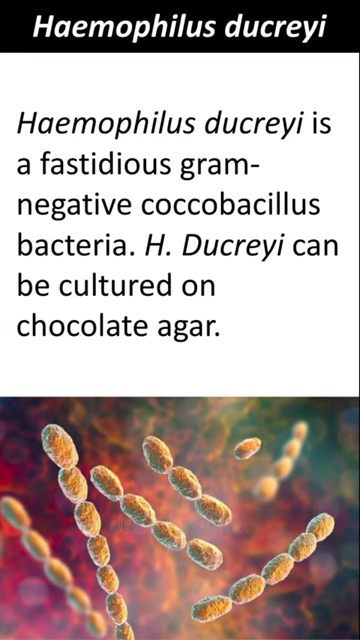 Haemophilus ducreyi
Haemophilus ducreyi is
a fastidious gram-
negative coccobacillus
bacteria. H. Ducreyi can
be cultured on
chocolate agar.